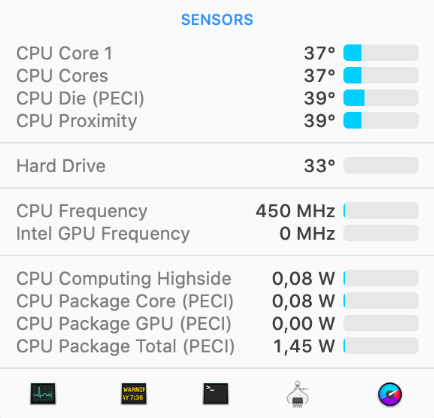 SENSORS
CPU Core 1 37°
CPU Cores 37°
CPU Die (PECI) 39°
CPU Proximity 39°
Hard Drive 33°
CPU Frequency 450 MHz
Intel GPU Frequency 0 MHz
CPU Computing Highside 0,08 W
CPU Package Core (PECI) 0,08 W
CPU Package GPU (PECI) 0,00 W
CPU Package Total (PECI) 1,45 W
WARNIN
AY 7:36
>_